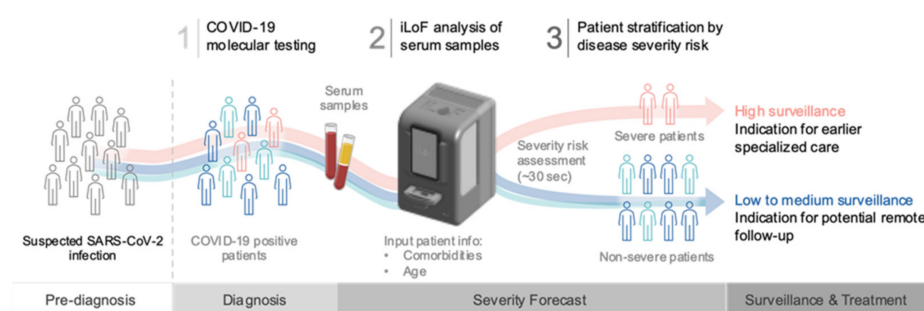 1
COVID-19
molecular testing
2
iLoF analysis of
serum samples
3
Patient stratification by
disease severity risk
Serum
samples
Severity risk
assessment
(~30 sec)
Severe patients
High surveillance
Indication for earlier
specialized care
Low to medium surveillance
Indication for potential remote
follow-up
Suspected SARS-CoV-2
infection
COVID-19 positive
patients
Input patient info:
• Comorbidities
• Age
Non-severe patients
Pre-diagnosis
Diagnosis
Severity Forecast
Surveillance & Treatment